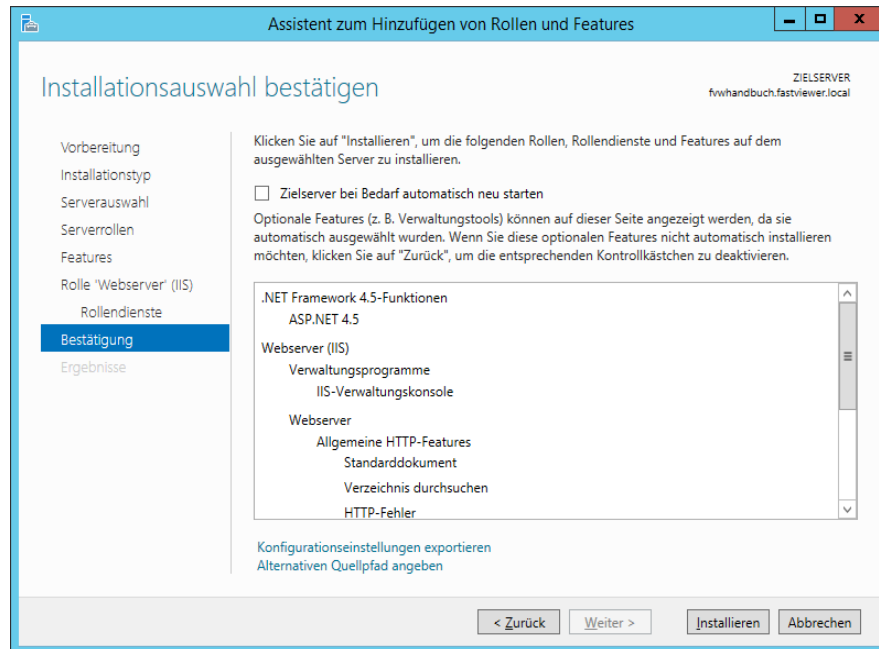 Assistent zum Hinzufügen von Rollen und Features
Installationsauswahl bestätigen
ZIELSERVER
fvwhandbuch.fastviewer.local
Vorbereitung
Installationstyp
Serverauswahl
Serverrollen
Features
Rolle 'Webserver' (IIS)
Rollendienste
Bestätigung
Ergebnisse
Klicken Sie auf "Installieren", um die folgenden Rollen, Rollendienste und Features auf dem
ausgewählten Server zu installieren.
Zielserver bei Bedarf automatisch neu starten
Optionale Features (z. B. Verwaltungstools) können auf dieser Seite angezeigt werden, da sie
automatisch ausgewählt wurden. Wenn Sie diese optionalen Features nicht automatisch installieren
möchten, klicken Sie auf "Zurück", um die entsprechenden Kontrollkästchen zu deaktivieren.
.NET Framework 4.5-Funktionen
ASP.NET 4.5
Webserver (IIS)
Verwaltungsprogramme
IIS-Verwaltungskonsole
Webserver
Allgemeine HTTP-Features
Standarddokument
Verzeichnis durchsuchen
HTTP-Fehler
Konfigurationseinstellungen exportieren
Alternativen Quellpfad angeben
< Zurück
Weiter >
Installieren
Abbrechen